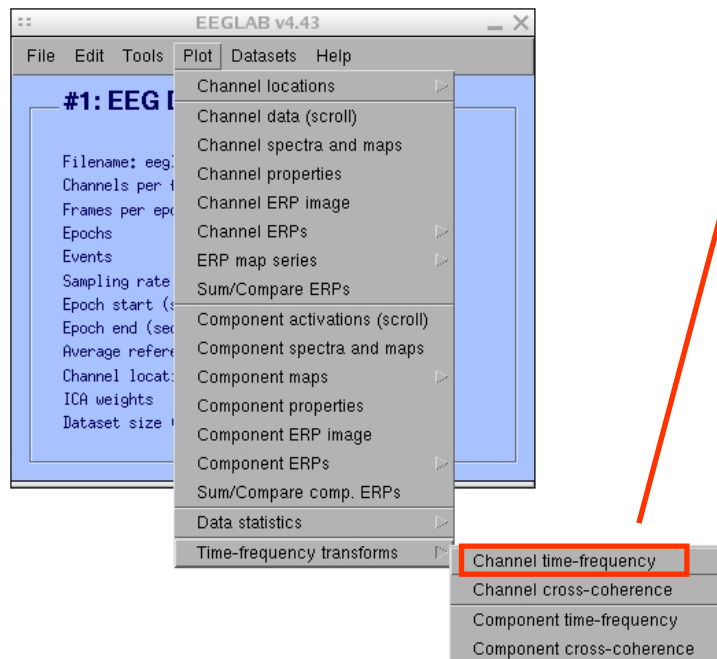 EEGLAB v4.43
File Edit Tools Plot Datasets Help
#1: EEG
Filename: eegl
Channels per
Frames per epo
Epochs
Events
Sampling rate
Epoch start (s
Epoch end (sec
Average refere
Channel locat
ICA weights
Dataset size
Channel locations
Channel data (scroll)
Channel spectra and maps
Channel properties
Channel ERP image
Channel ERPs
ERP map series
Sum/Compare ERPs
Component activations (scroll)
Component spectra and maps
Component maps
Component properties
Component ERP image
Component ERPs
Sum/Compare comp. ERPs
Data statistics
Time-frequency transforms
Channel time-frequency
Channel cross-coherence
Component time-frequency
Component cross-coherence